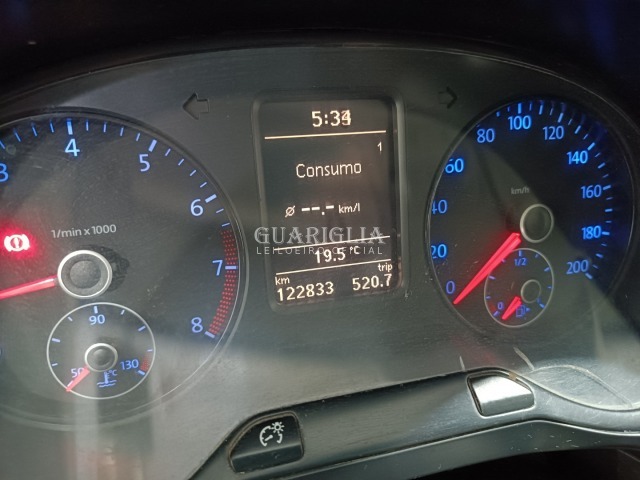 5:34
1
Consumo
ø --.- km/l
GUARIGLIA
LEILOEIRO OFICIAL
19.5 °C
km trip
122833 520.7
3 4 5 6 7 8
1/min x 1000
50 90 130
°C
0 20 40 60 80 100 120 140 160 180 200
km/h
0 1/2